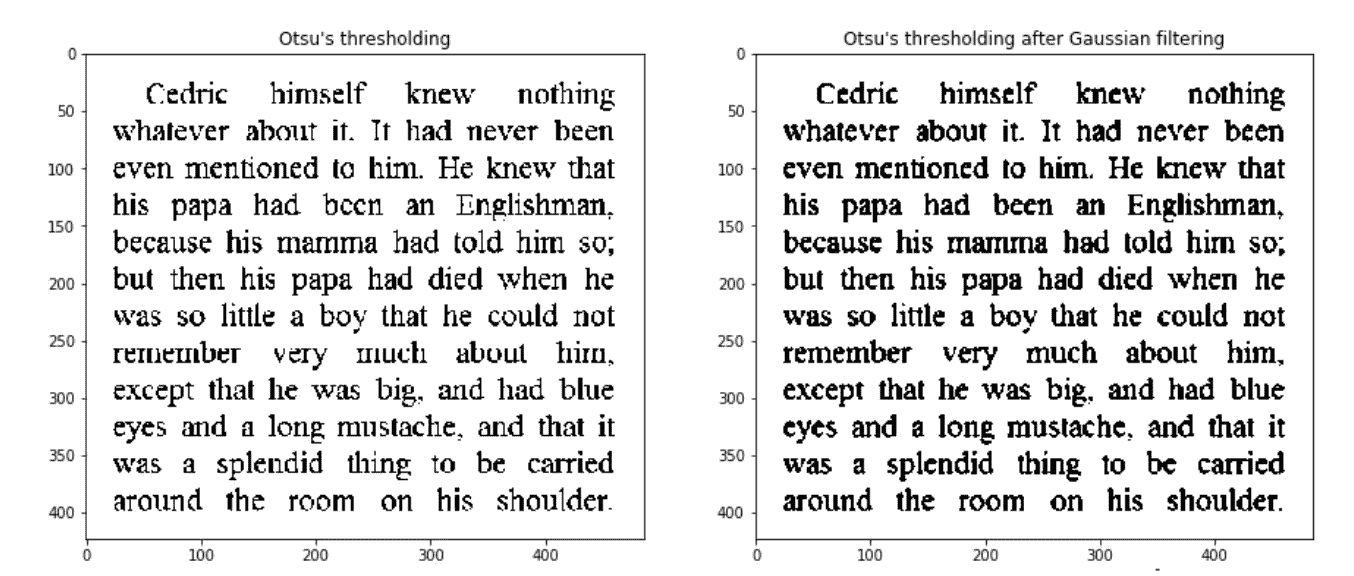 Otsu's thresholding
0
50
100
150
200
250
300
350
400
Cedric himself knew nothing
whatever about it. It had never been
even mentioned to him. He knew that
his papa had been an Englishman,
because his mamma had told him so;
but then his papa had died when he
was so little a boy that he could not
remember very much about him,
except that he was big, and had blue
eyes and a long mustache, and that it
was a splendid thing to be carried
around the room on his shoulder.
0 100 200 300 400
Otsu's thresholding after Gaussian filtering
0
50
100
150
200
250
300
350
400
Cedric himself knew nothing
whatever about it. It had never been
even mentioned to him. He knew that
his papa had been an Englishman,
because his mamma had told him so;
but then his papa had died when he
was so little a boy that he could not
remember very much about him,
except that he was big, and had blue
eyes and a long mustache, and that it
was a splendid thing to be carried
around the room on his shoulder.
0 100 200 300 400